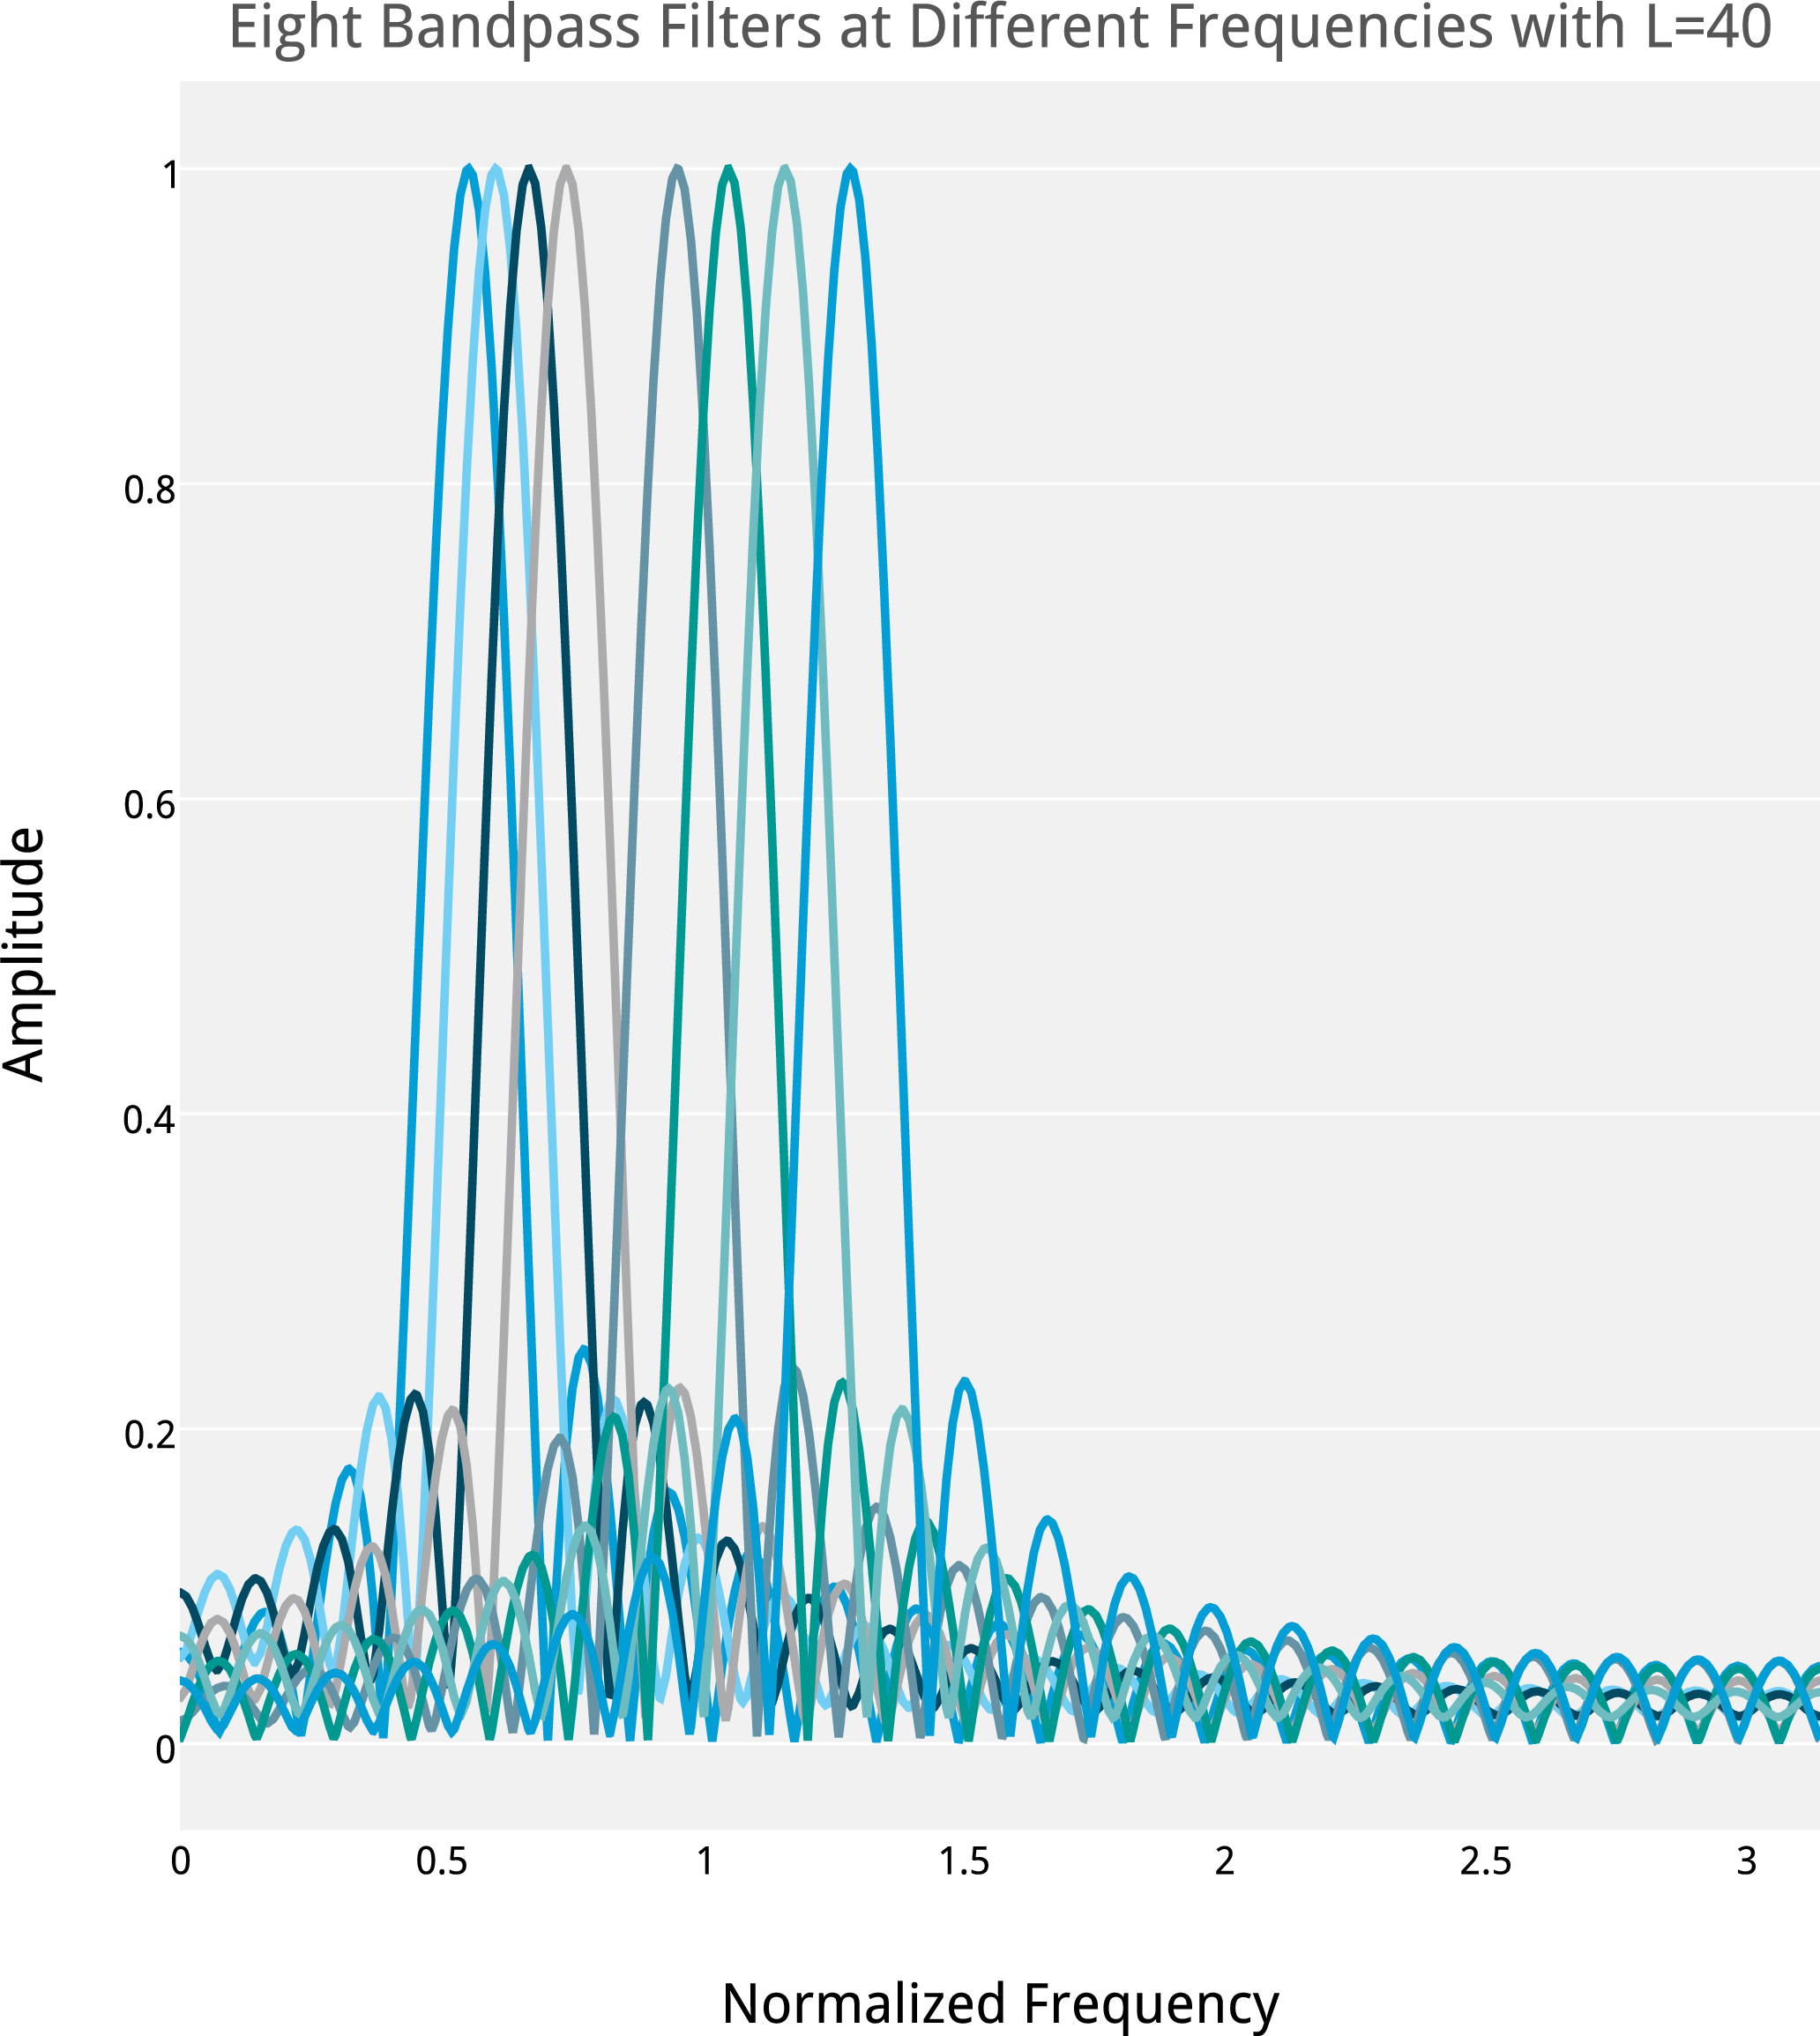 Eight Bandpass Filters at Different Frequencies with L=40
1
0.8
0.6
0.4
0.2
0
Amplitude
0 0.5 1 1.5 2 2.5 3
Normalized Frequency